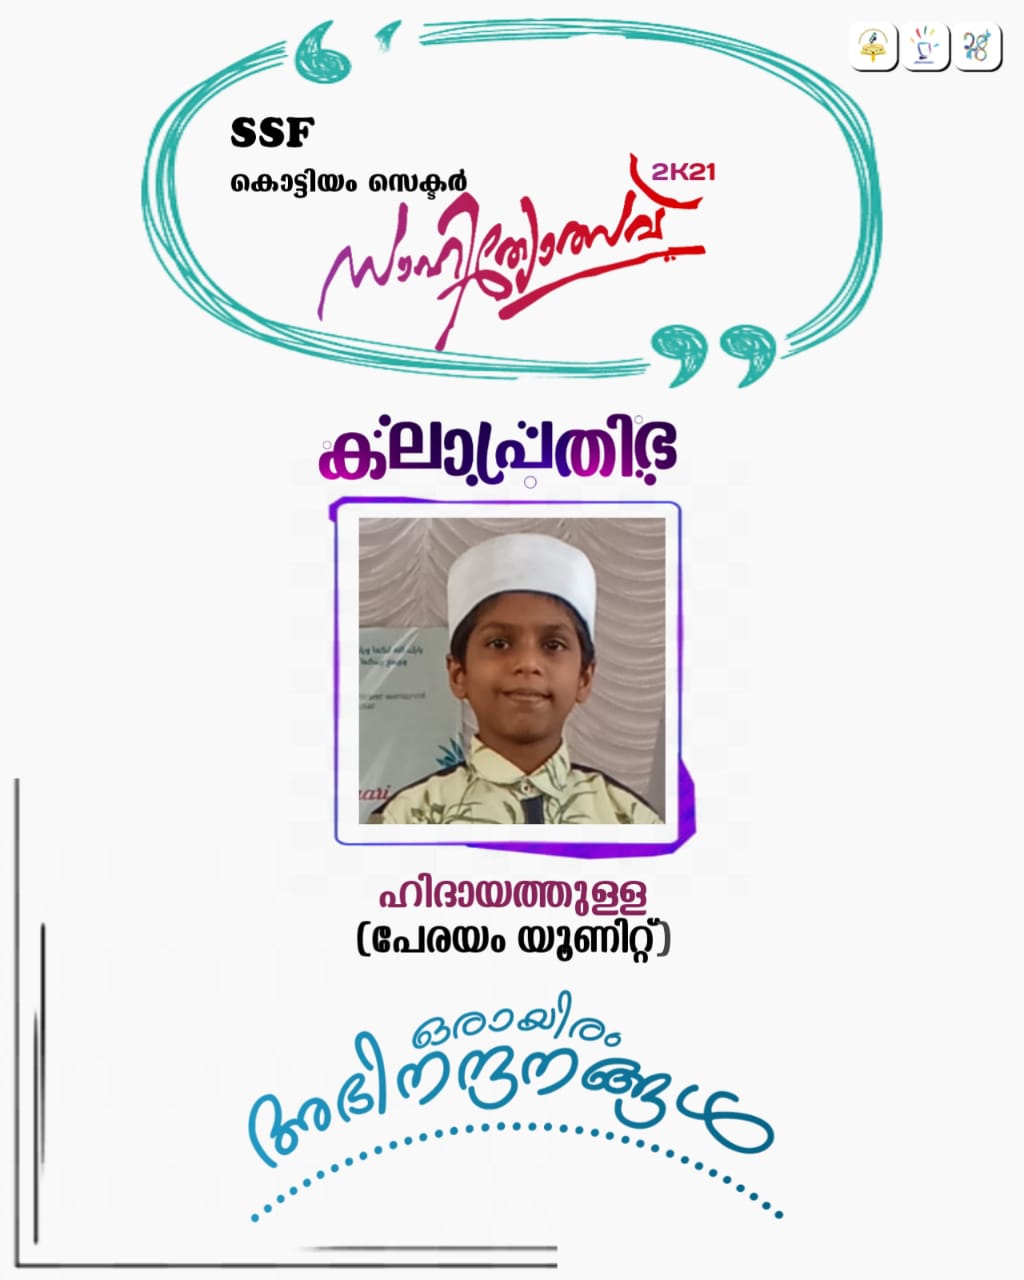 SSF
കൊട്ടിയം സെക്ടർ
സാഹിത്യോത്സവ് 2K21
കലാപ്രതിഭ
ഹിദായത്തുള്ള
(പേരയം യൂണിറ്റ്)
ഒരായിരം
അഭിനന്ദനങ്ങൾ